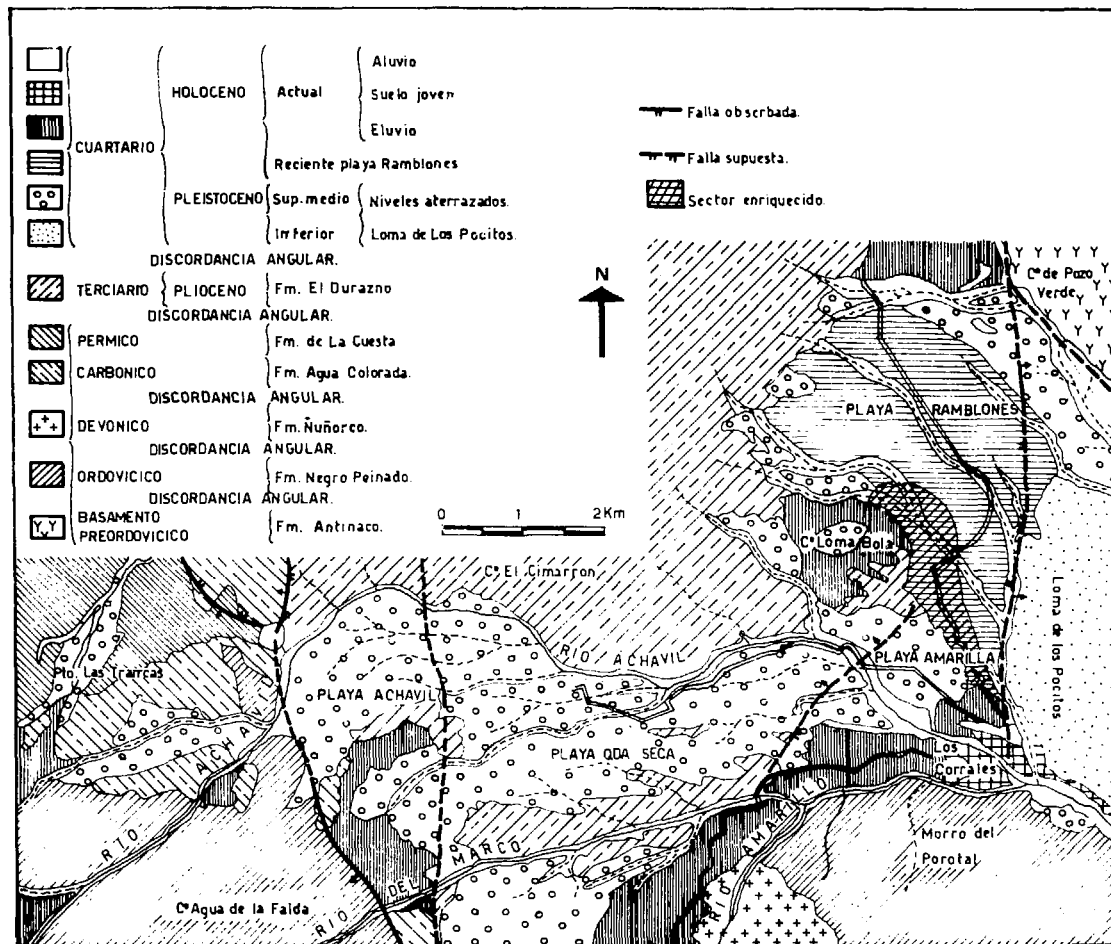 Aluvio
HOLOCENO Actual Suelo joven
Eluvio
CUARTARIO
Reciente playa Ramblones
PLEISTOCENO Sup. medio Niveles aterrazados.
Inferior Loma de Los Pocitos.
DISCORDANCIA ANGULAR.
TERCIARIO PLIOCENO Fm. El Durazno
DISCORDANCIA ANGULAR.
PERMICO Fm. de La Cuesta
CARBONICO Fm. Agua Colorada.
DISCORDANCIA ANGULAR.
DEVONICO Fm. Ñuñorco.
DISCORDANCIA ANGULAR.
ORDOVICICO Fm. Negro Peinado.
DISCORDANCIA ANGULAR.
BASAMENTO
PREORDOVICICO Fm. Antinaco.
Falla obserbada.
Falla supuesta.
Sector enriquecido.
N
0 1 2Km
Cº de Pozo
Verde
PLAYA RAMBLONES
Cº Loma Bola
Cº El Cimarron
RIO ACHAVIL
Loma de los Pocitos
PLAYA AMARILLA
Pto. Las Trancas
PLAYA ACHAVIL
RIO ACHAVIL
PLAYA QDA SECA
Los
Corrales
RIO AMARILLO
RIO DEL MARCO
Morro del
Porotal
Cº Agua de la Falda